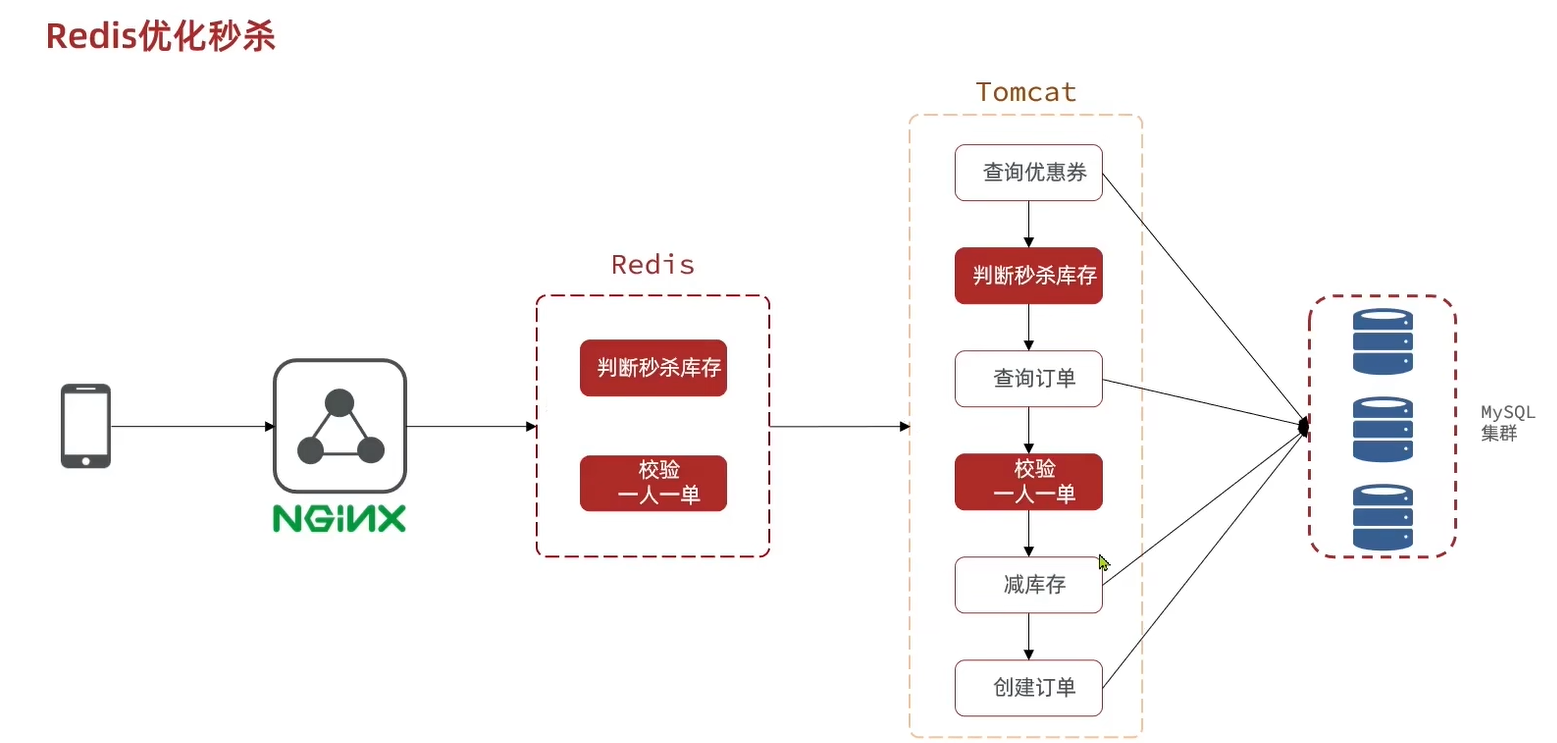 Redis优化秒杀
Tomcat
查询优惠券
Redis
判断秒杀库存
判断秒杀库存
查询订单
MySQL
集群
校验
一人一单
校验
一人一单
NGiNX
减库存
创建订单